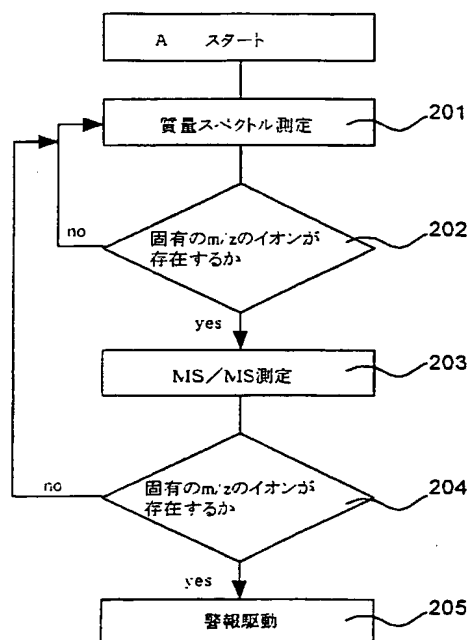 A スタート
質量スペクトル測定
201
固有のm/zのイオンが
存在するか
202
no
yes
MS/MS測定
203
固有のm/zのイオンが
存在するか
204
no
yes
警報駆動
205